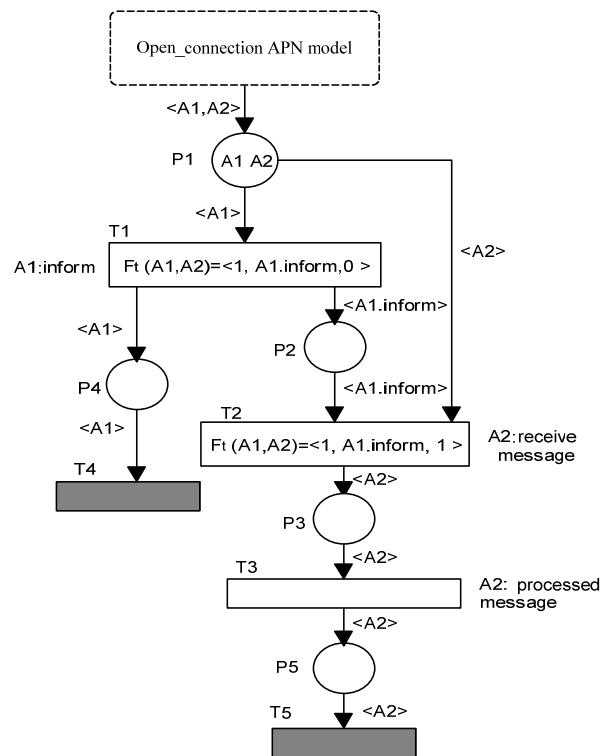 Open_connection APN model
<A1,A2>
P1
A1 A2
<A1>
<A2>
T1
A1:inform
Ft (A1,A2)=<1, A1.inform,0 >
<A1>
<A1.inform>
P2
P4
<A1.inform>
<A1>
T2
Ft (A1,A2)=<1, A1.inform, 1 >
A2:receive
message
T4
<A2>
P3
<A2>
T3
A2: processed
message
<A2>
P5
<A2>
T5